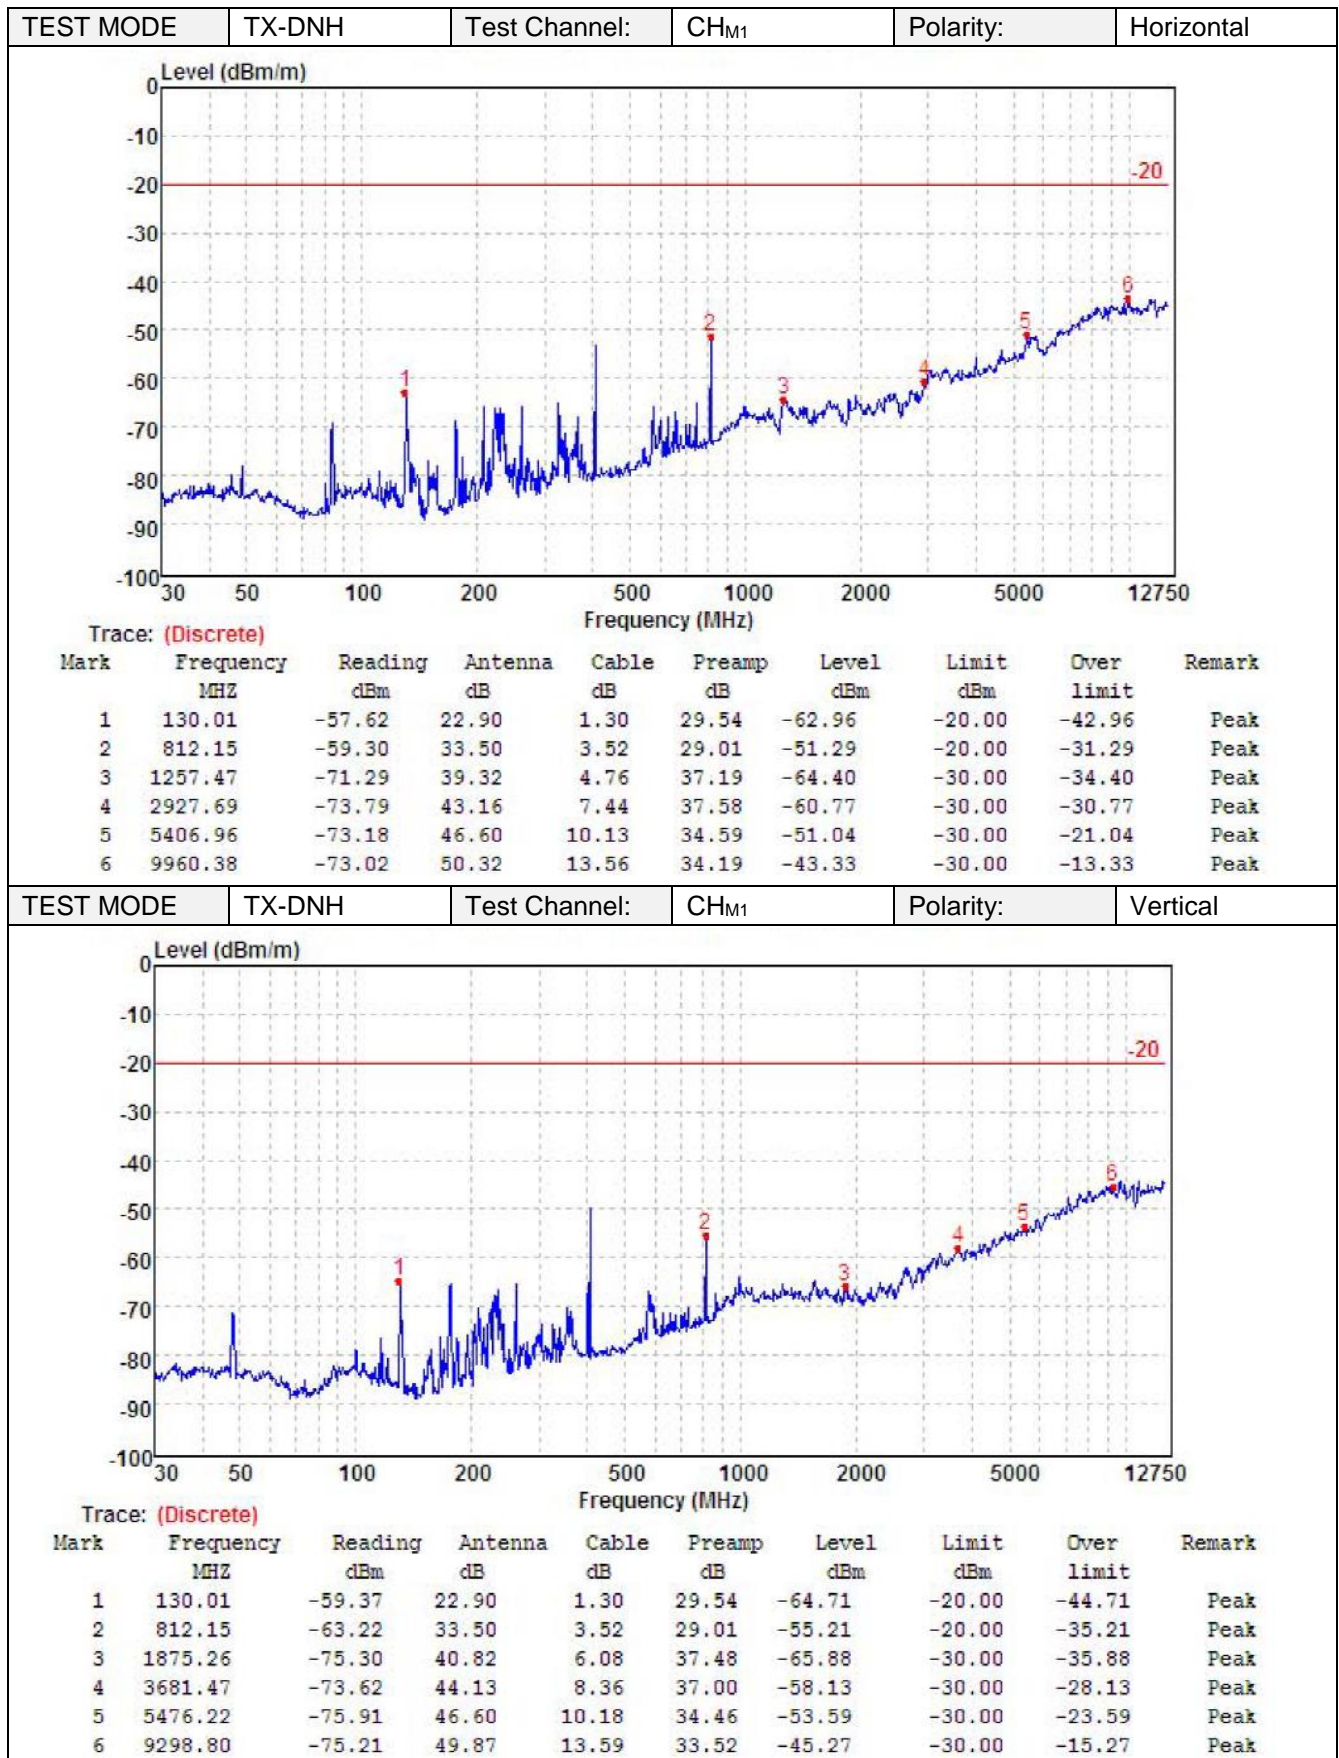 TEST MODE TX-DNH Test Channel: CHM1 Polarity: Horizontal
Level (dBm/m)
0
-10
-20
-20
-30
-40
6
-50
2
5
-60
1
3
4
-70
-80
-90
-100
30 50 100 200 500 1000 2000 5000 12750
Frequency (MHz)
Trace: (Discrete)
Mark Frequency Reading Antenna Cable Preamp Level Limit Over Remark
MHZ dBm dB dB dB dBm dBm limit
1 130.01 -57.62 22.90 1.30 29.54 -62.96 -20.00 -42.96 Peak
2 812.15 -59.30 33.50 3.52 29.01 -51.29 -20.00 -31.29 Peak
3 1257.47 -71.29 39.32 4.76 37.19 -64.40 -30.00 -34.40 Peak
4 2927.69 -73.79 43.16 7.44 37.58 -60.77 -30.00 -30.77 Peak
5 5406.96 -73.18 46.60 10.13 34.59 -51.04 -30.00 -21.04 Peak
6 9960.38 -73.02 50.32 13.56 34.19 -43.33 -30.00 -13.33 Peak
TEST MODE TX-DNH Test Channel: CHM1 Polarity: Vertical
Level (dBm/m)
0
-10
-20
-20
-30
-40
6
-50
2
5
4
-60
1
3
-70
-80
-90
-100
30 50 100 200 500 1000 2000 5000 12750
Frequency (MHz)
Trace: (Discrete)
Mark Frequency Reading Antenna Cable Preamp Level Limit Over Remark
MHZ dBm dB dB dB dBm dBm limit
1 130.01 -59.37 22.90 1.30 29.54 -64.71 -20.00 -44.71 Peak
2 812.15 -63.22 33.50 3.52 29.01 -55.21 -20.00 -35.21 Peak
3 1875.26 -75.30 40.82 6.08 37.48 -65.88 -30.00 -35.88 Peak
4 3681.47 -73.62 44.13 8.36 37.00 -58.13 -30.00 -28.13 Peak
5 5476.22 -75.91 46.60 10.18 34.46 -53.59 -30.00 -23.59 Peak
6 9298.80 -75.21 49.87 13.59 33.52 -45.27 -30.00 -15.27 Peak